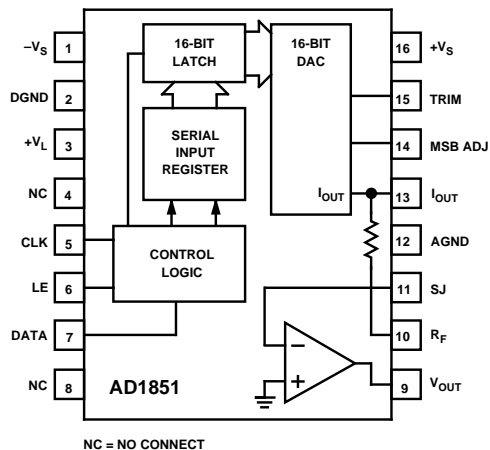 –VS 1
DGND 2
+VL 3
NC 4
CLK 5
LE 6
DATA 7
NC 8
16-BIT
LATCH
SERIAL
INPUT
REGISTER
CONTROL
LOGIC
16-BIT
DAC
IOUT
–
+
AD1851
16 +VS
15 TRIM
14 MSB ADJ
13 IOUT
12 AGND
11 SJ
10 RF
9 VOUT
NC = NO CONNECT